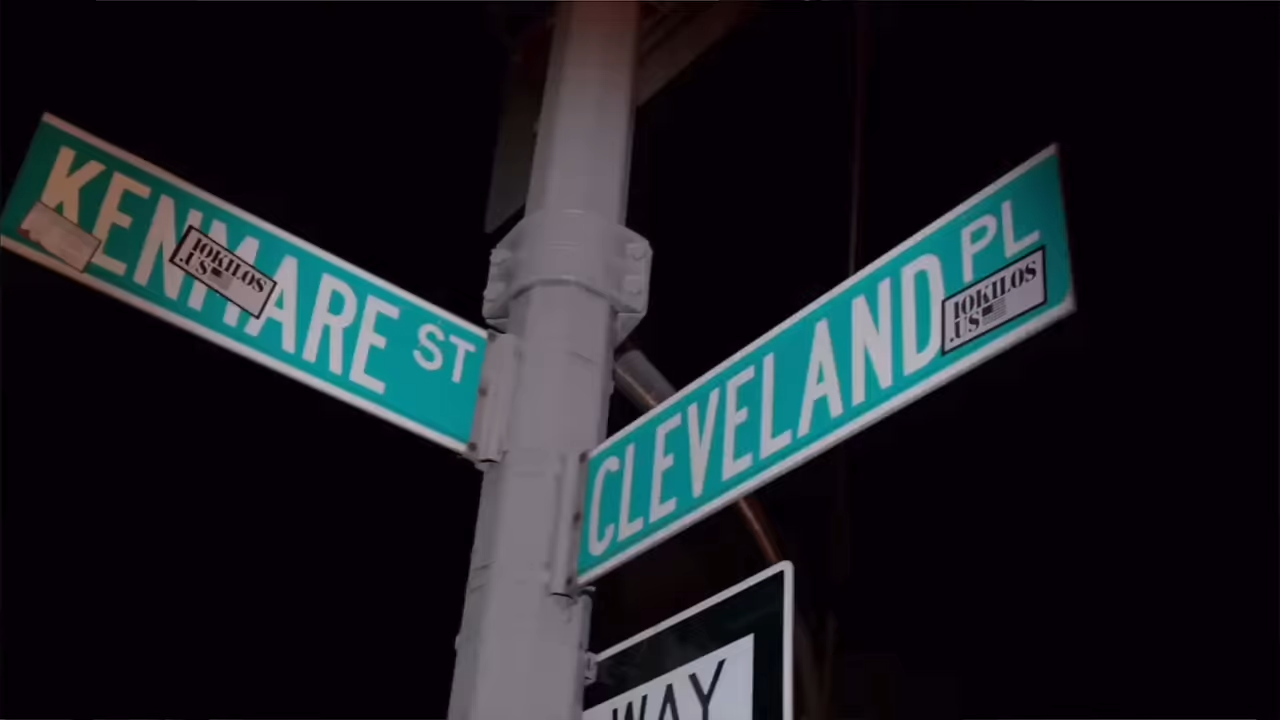 KENMARE ST
10KILOS
.US
CLEVELAND PL
10KILOS
.US
WAY